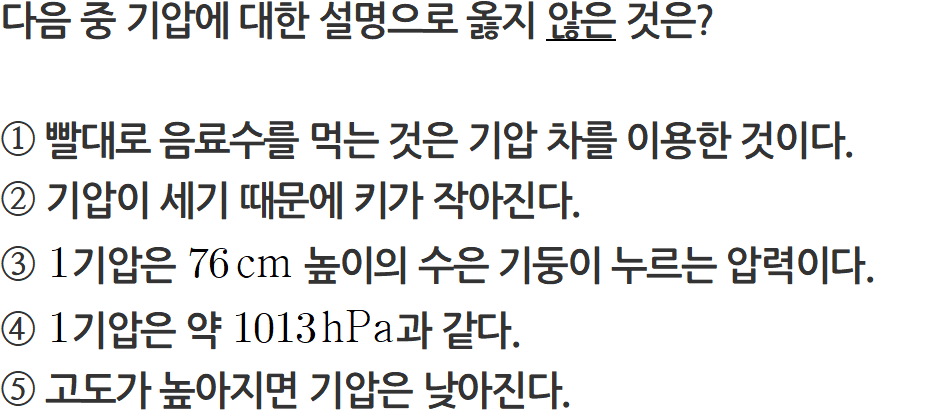 다음 중 기압에 대한 설명으로 옳지 않은 것은?
① 빨대로 음료수를 먹는 것은 기압 차를 이용한 것이다.
② 기압이 세기 때문에 키가 작아진다.
③ 1기압은 76cm 높이의 수은 기둥이 누르는 압력이다.
④ 1기압은 약 1013hPa과 같다.
⑤ 고도가 높아지면 기압은 낮아진다.